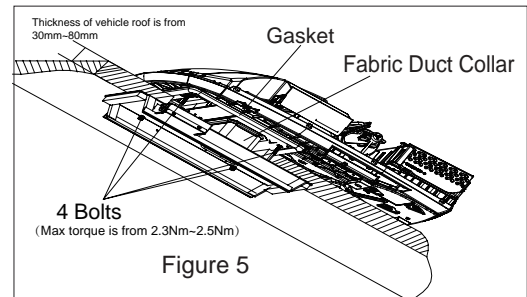 Thickness of vehicle roof is from
30mm~80mm
Gasket
Fabric Duct Collar
4 Bolts
（Max torque is from 2.3Nm~2.5Nm）
Figure 5